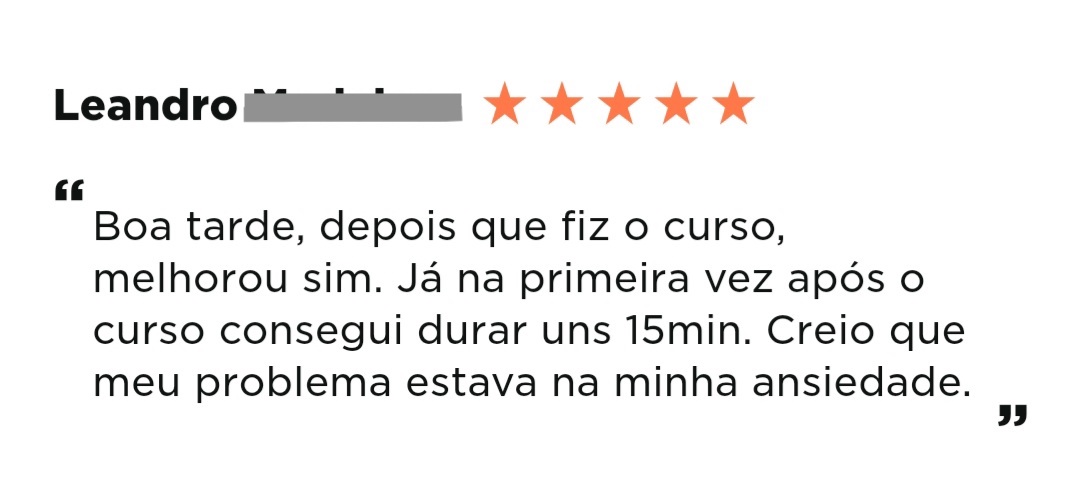 Leandro
“
Boa tarde, depois que fiz o curso,
melhorou sim. Já na primeira vez após o
curso consegui durar uns 15min. Creio que
meu problema estava na minha ansiedade.
”